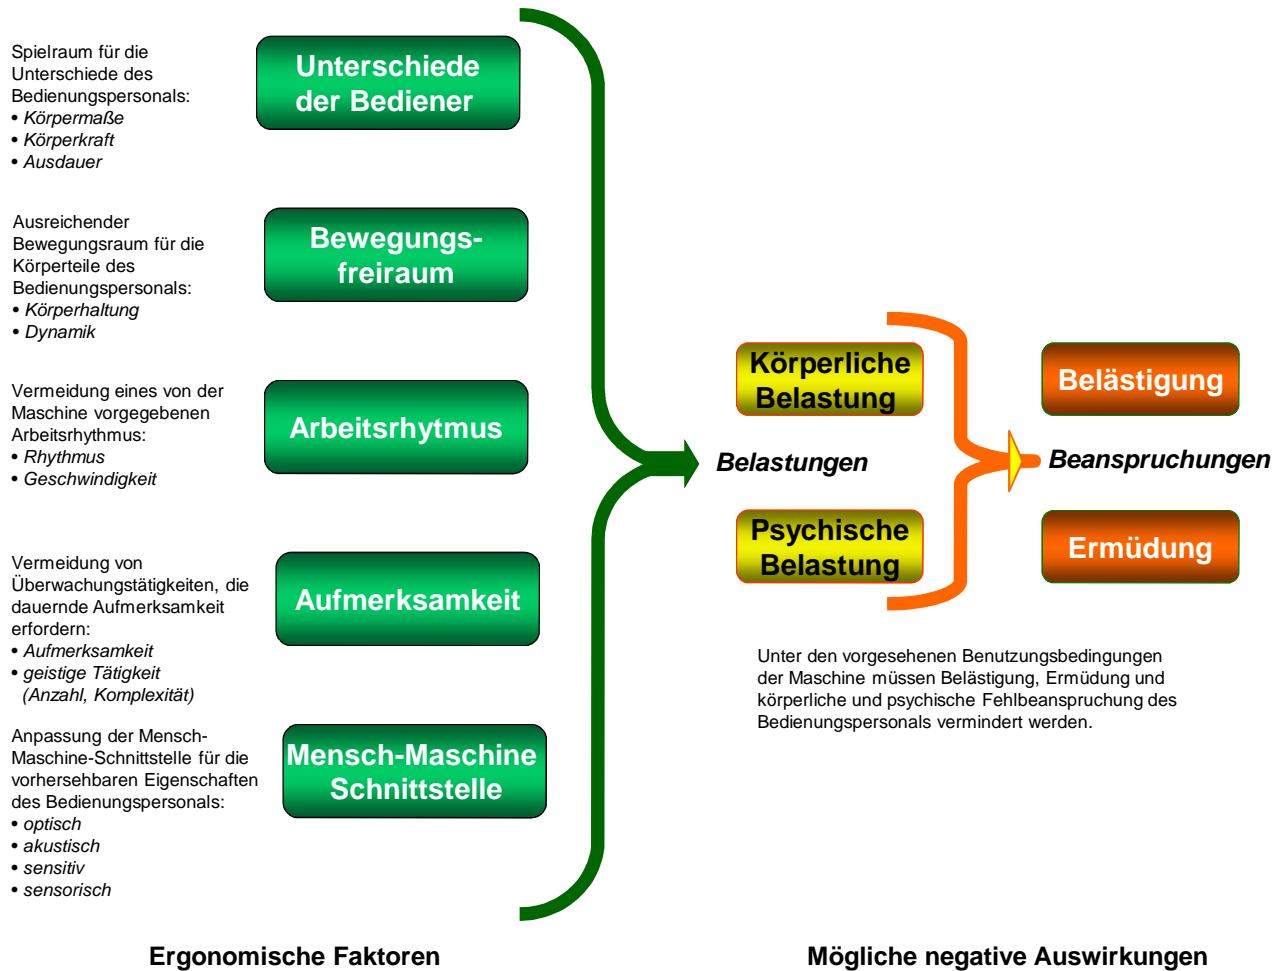 Spielraum für die
Unterschiede des
Bedienungspersonals:
• Körpermaße
• Körperkraft
• Ausdauer
Unterschiede
der Bediener
Ausreichender
Bewegungsraum für die
Körperteile des
Bedienungspersonals:
• Körperhaltung
• Dynamik
Bewegungs-
freiraum
Vermeidung eines von der
Maschine vorgegebenen
Arbeitsrhythmus:
• Rhythmus
• Geschwindigkeit
Arbeitsrhytmus
Vermeidung von
Überwachungstätigkeiten, die
dauernde Aufmerksamkeit
erfordern:
• Aufmerksamkeit
• geistige Tätigkeit
(Anzahl, Komplexität)
Aufmerksamkeit
Anpassung der Mensch-
Maschine-Schnittstelle für die
vorhersehbaren Eigenschaften
des Bedienungspersonals:
• optisch
• akustisch
• sensitiv
• sensorisch
Mensch-Maschine
Schnittstelle
Körperliche
Belastung
Belastungen
Psychische
Belastung
Belästigung
Beanspruchungen
Ermüdung
Unter den vorgesehenen Benutzungsbedingungen
der Maschine müssen Belästigung, Ermüdung und
körperliche und psychische Fehlbeanspruchung des
Bedienungspersonals vermindert werden.
Ergonomische Faktoren
Mögliche negative Auswirkungen